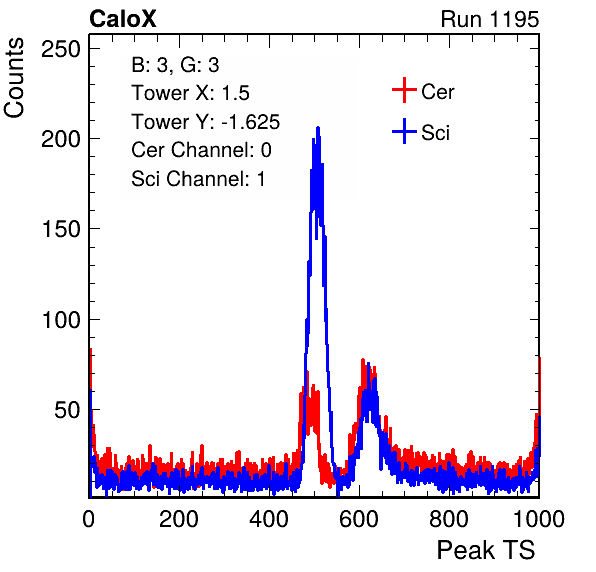 CaloX Run 1195
Counts
250
200
150
100
50
B: 3, G: 3
Tower X: 1.5
Tower Y: -1.625
Cer Channel: 0
Sci Channel: 1
Cer
Sci
0 200 400 600 800 1000
Peak TS